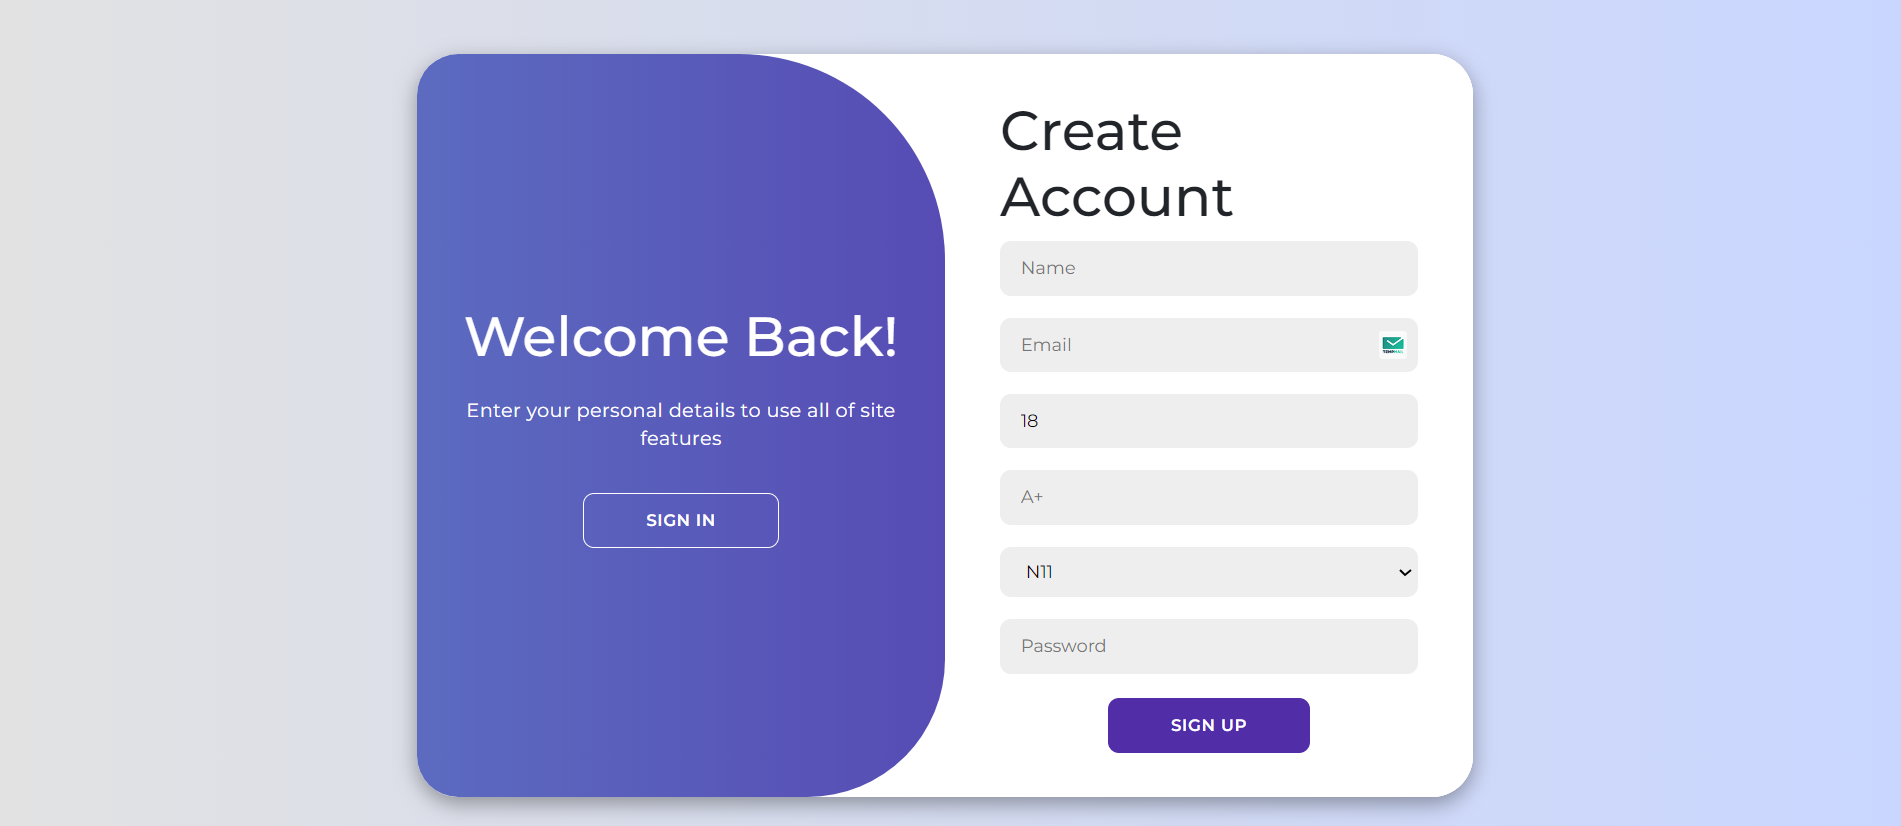 Welcome Back!
Enter your personal details to use all of site
features
SIGN IN
Create
Account
Name
Email
18
A+
N11
Password
SIGN UP